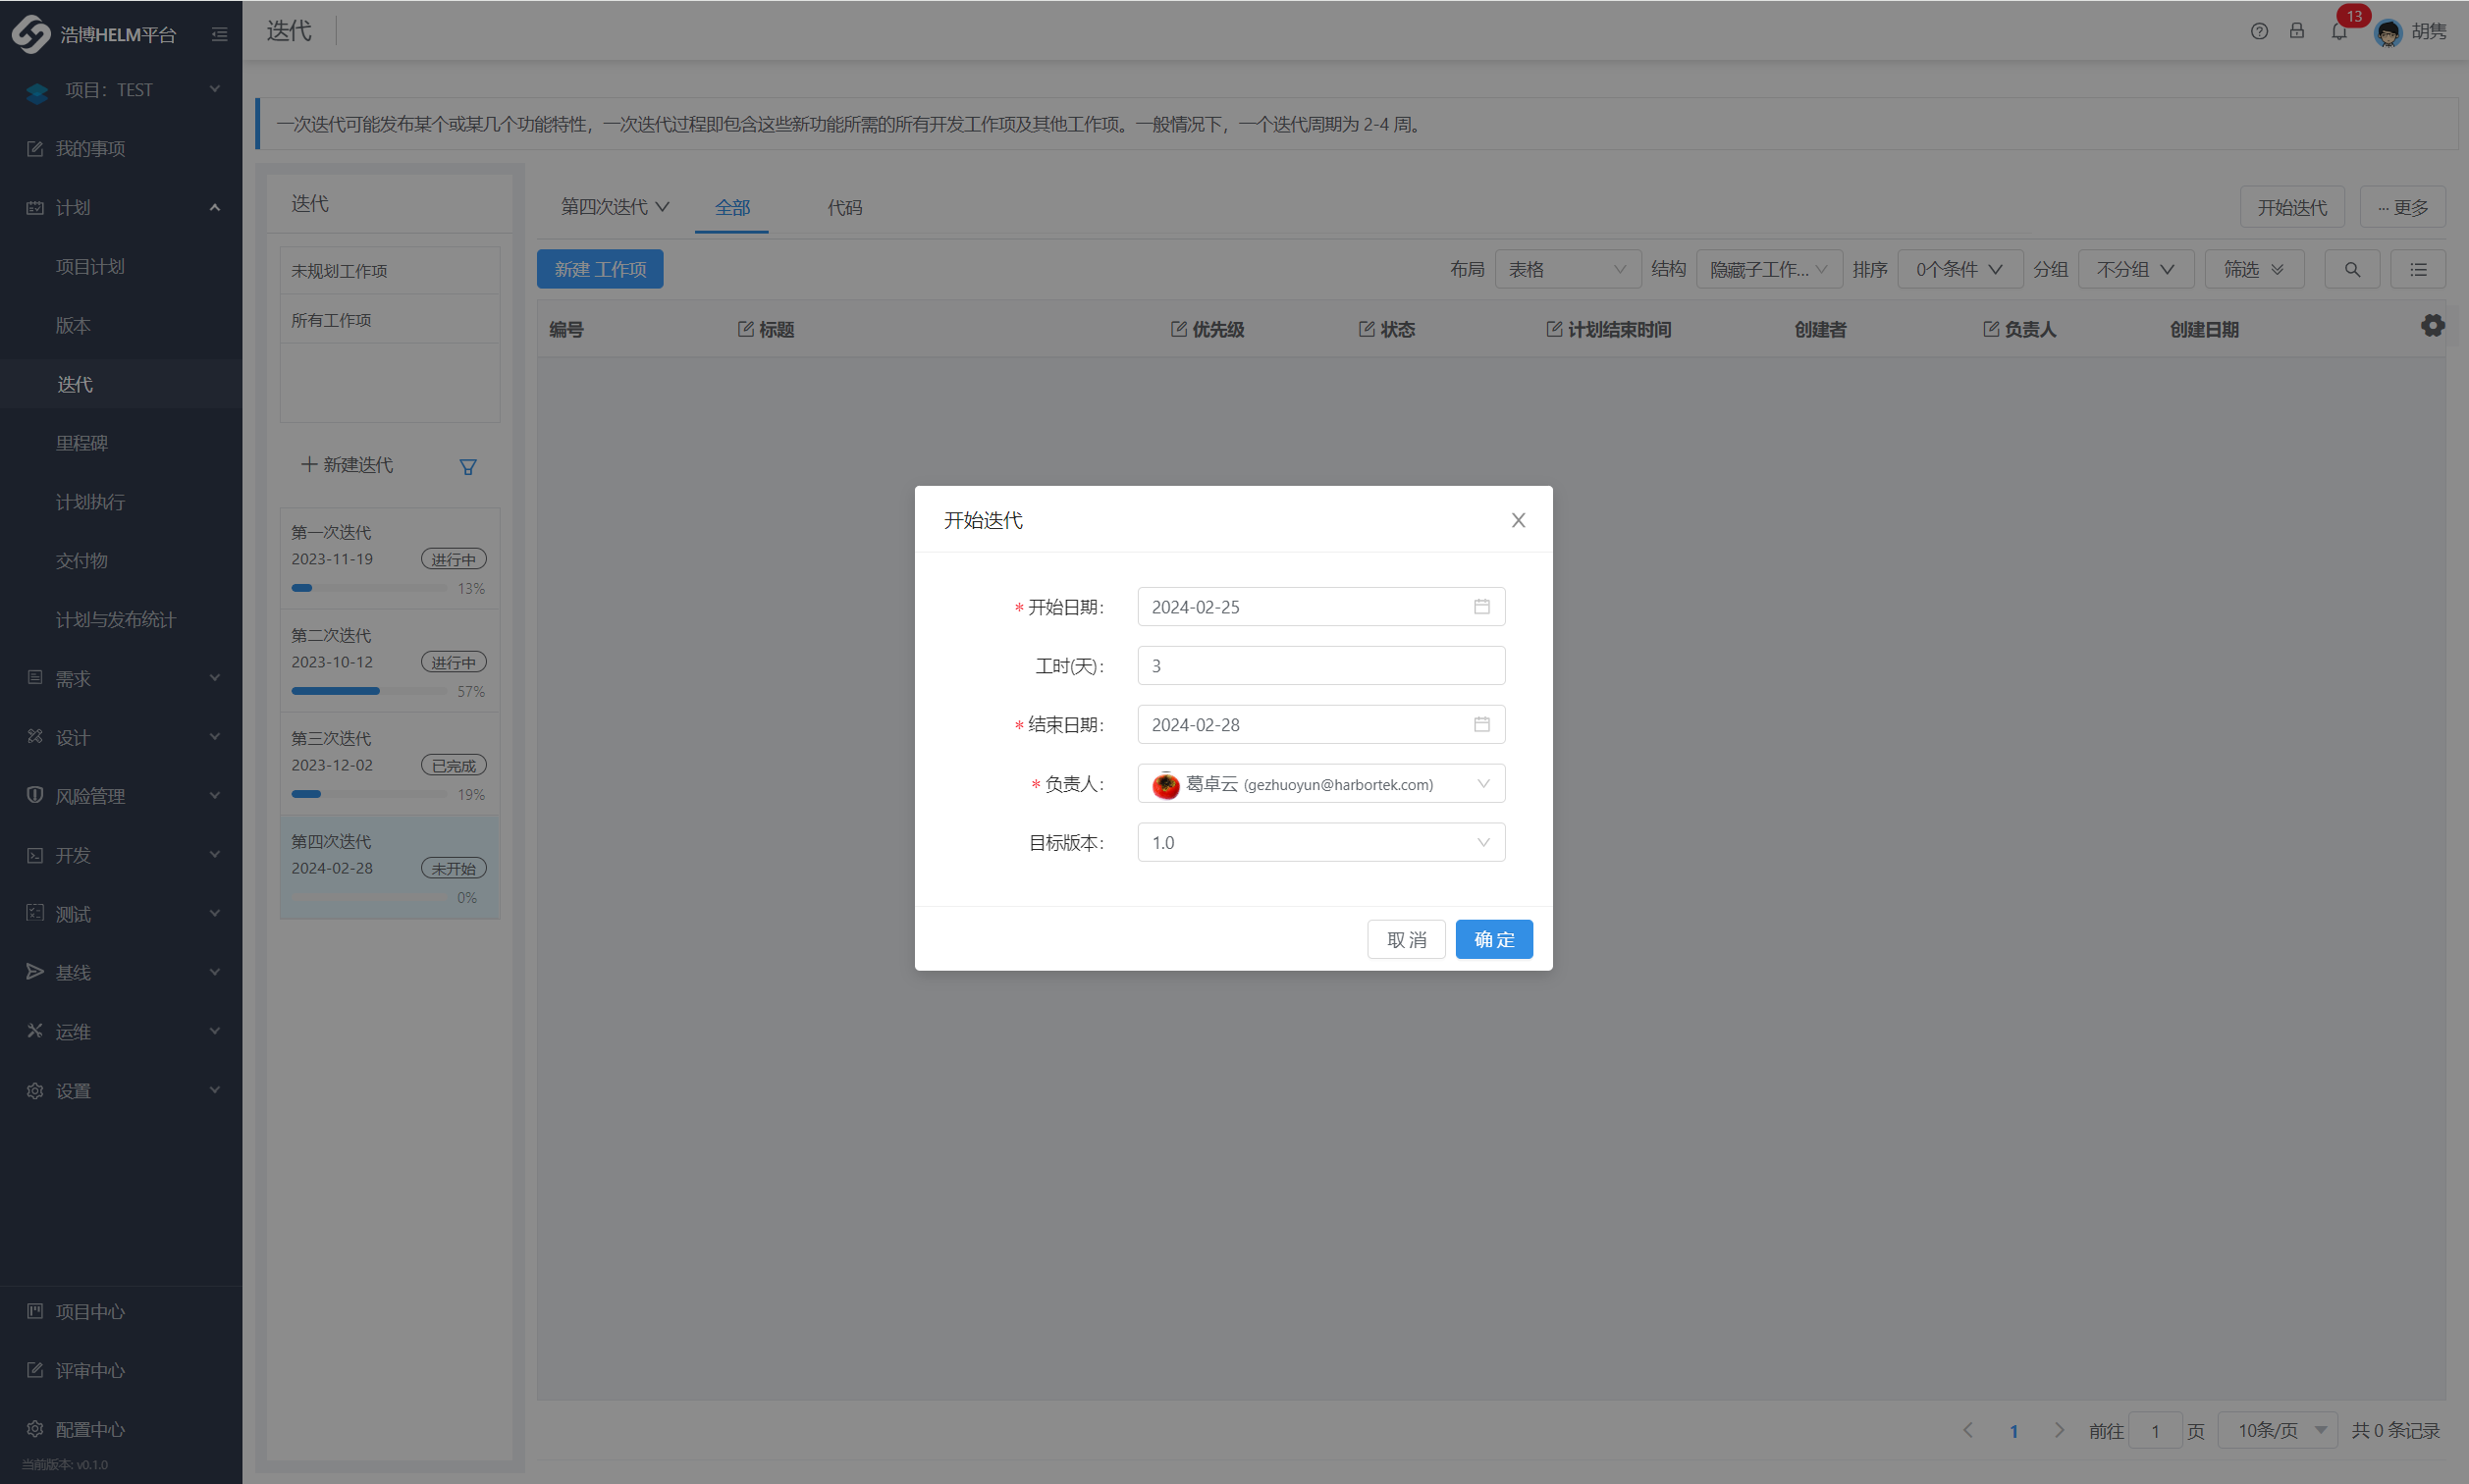 浩博HELM平台
项目：TEST
我的事项
计划
项目计划
版本
迭代
里程碑
计划执行
交付物
计划与发布统计
需求
设计
风险管理
开发
测试
基线
运维
设置
项目中心
评审中心
配置中心
当前版本: v0.1.0
迭代
13
胡隽
一次迭代可能发布某个或某几个功能特性，一次迭代过程即包含这些新功能所需的所有开发工作项及其他工作项。一般情况下，一个迭代周期为 2-4 周。
迭代
未规划工作项
所有工作项
新建迭代
第一次迭代
2023-11-19 进行中
13%
第二次迭代
2023-10-12 进行中
57%
第三次迭代
2023-12-02 已完成
19%
第四次迭代
2024-02-28 未开始
0%
第四次迭代 全部 代码 开始迭代 ··· 更多
新建 工作项 布局 表格 结构 隐藏子工作... 排序 0个条件 分组 不分组 筛选
编号 标题 优先级 状态 计划结束时间 创建者 负责人 创建日期
开始迭代
* 开始日期： 2024-02-25
工时(天)： 3
* 结束日期： 2024-02-28
* 负责人： 葛卓云 (gezhuoyun@harbortek.com)
目标版本： 1.0
取 消 确 定
1 前往 1 页 10条/页 共 0 条记录